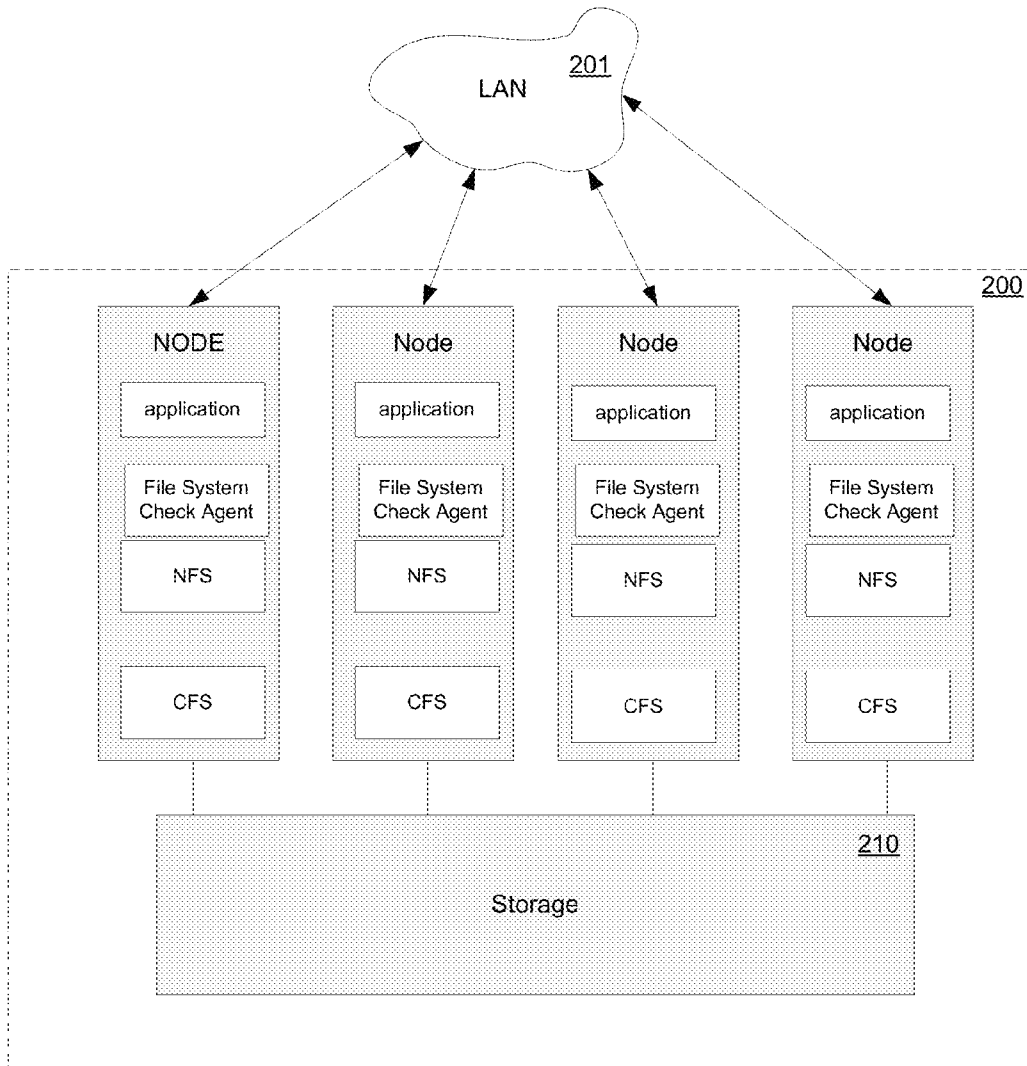 201
LAN
200
NODE
application
File System
Check Agent
NFS
CFS
Node
application
File System
Check Agent
NFS
CFS
Node
application
File System
Check Agent
NFS
CFS
Node
application
File System
Check Agent
NFS
CFS
210
Storage